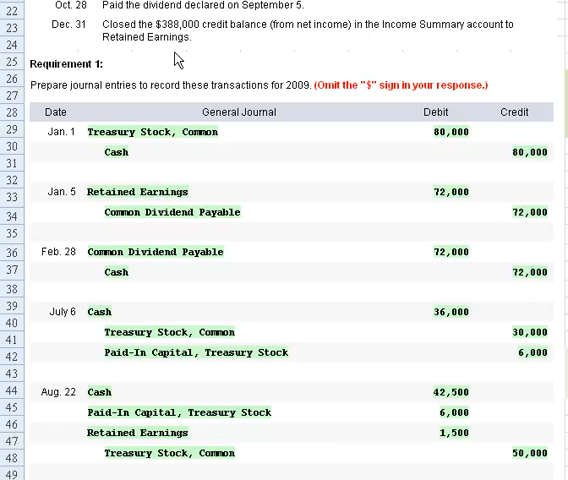 22 Oct. 28 Paid the dividend declared on September 5.
23 Dec. 31 Closed the $388,000 credit balance (from net income) in the Income Summary account to
24 Retained Earnings.
25 Requirement 1:
26 Prepare journal entries to record these transactions for 2009. (Omit the "$" sign in your response.)
27
28 Date General Journal Debit Credit
29 Jan. 1 Treasury Stock, Common 80,000
30 Cash 80,000
31
32
33 Jan. 5 Retained Earnings 72,000
34 Common Dividend Payable 72,000
35
36 Feb. 28 Common Dividend Payable 72,000
37 Cash 72,000
38
39 July 6 Cash 36,000
40 Treasury Stock, Common 30,000
41
42 Paid-In Capital, Treasury Stock 6,000
43
44 Aug. 22 Cash 42,500
45 Paid-In Capital, Treasury Stock 6,000
46 Retained Earnings 1,500
47
48 Treasury Stock, Common 50,000
49